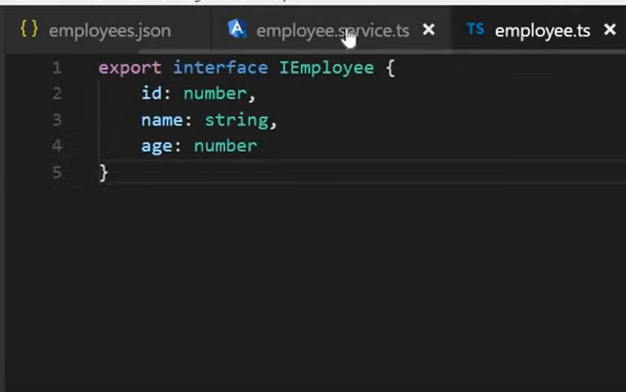 {} employees.json employee.service.ts × TS employee.ts ×
1 export interface IEmployee {
2 id: number,
3 name: string,
4 age: number
5 }